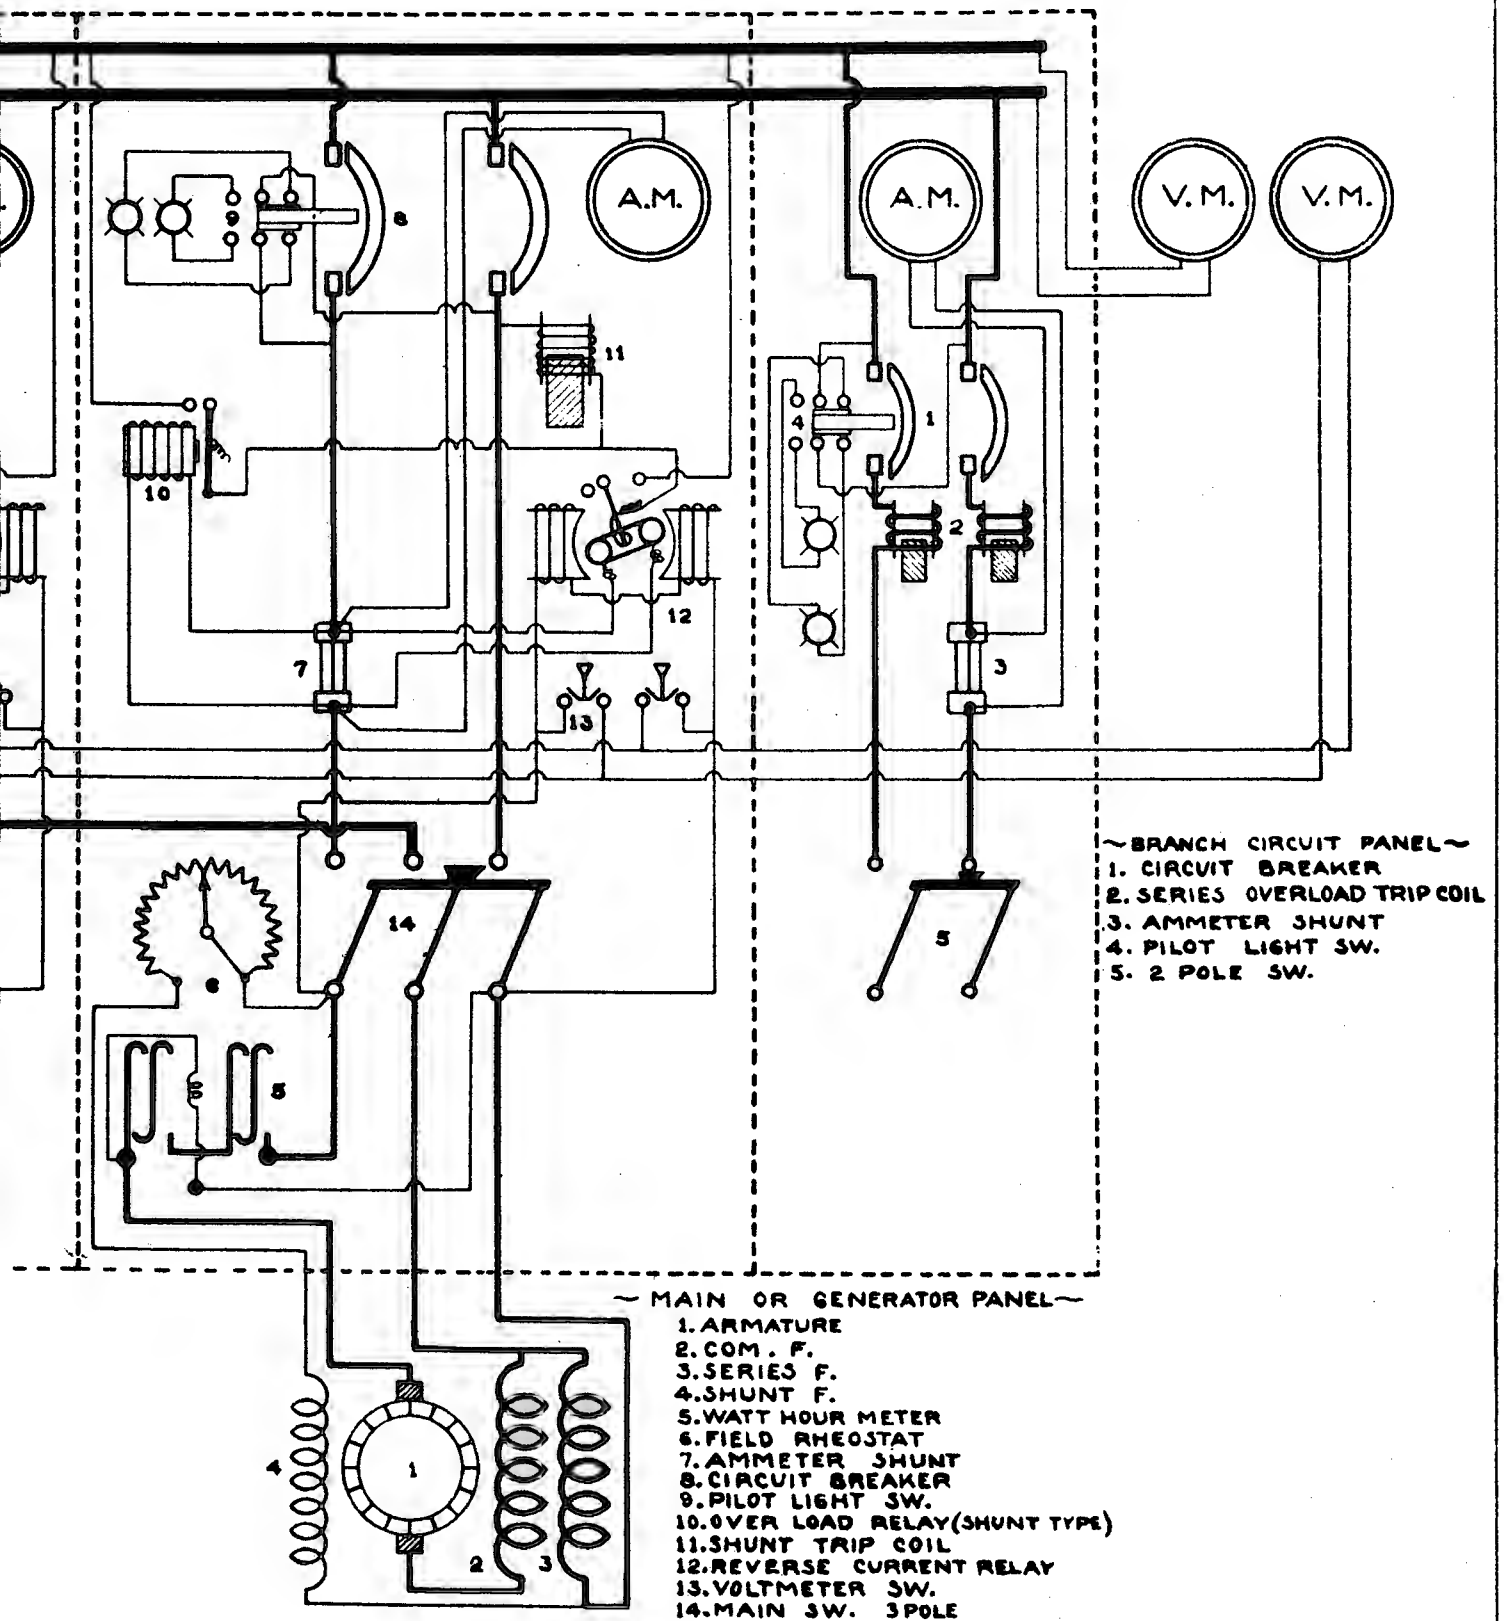 A.M.
A.M.
V.M.
V.M.
9
8
11
10
4
1
2
12
7
3
13
14
5
6
5
~BRANCH CIRCUIT PANEL~
1. CIRCUIT BREAKER
2. SERIES OVERLOAD TRIP COIL
3. AMMETER SHUNT
4. PILOT LIGHT SW.
5. 2 POLE SW.
~ MAIN OR GENERATOR PANEL~
1. ARMATURE
2. COM. F.
3. SERIES F.
4. SHUNT F.
5. WATT HOUR METER
6. FIELD RHEOSTAT
7. AMMETER SHUNT
8. CIRCUIT BREAKER
9. PILOT LIGHT SW.
10. OVER LOAD RELAY (SHUNT TYPE)
11. SHUNT TRIP COIL
12. REVERSE CURRENT RELAY
13. VOLTMETER SW.
14. MAIN SW. 3 POLE
4
1
2
3